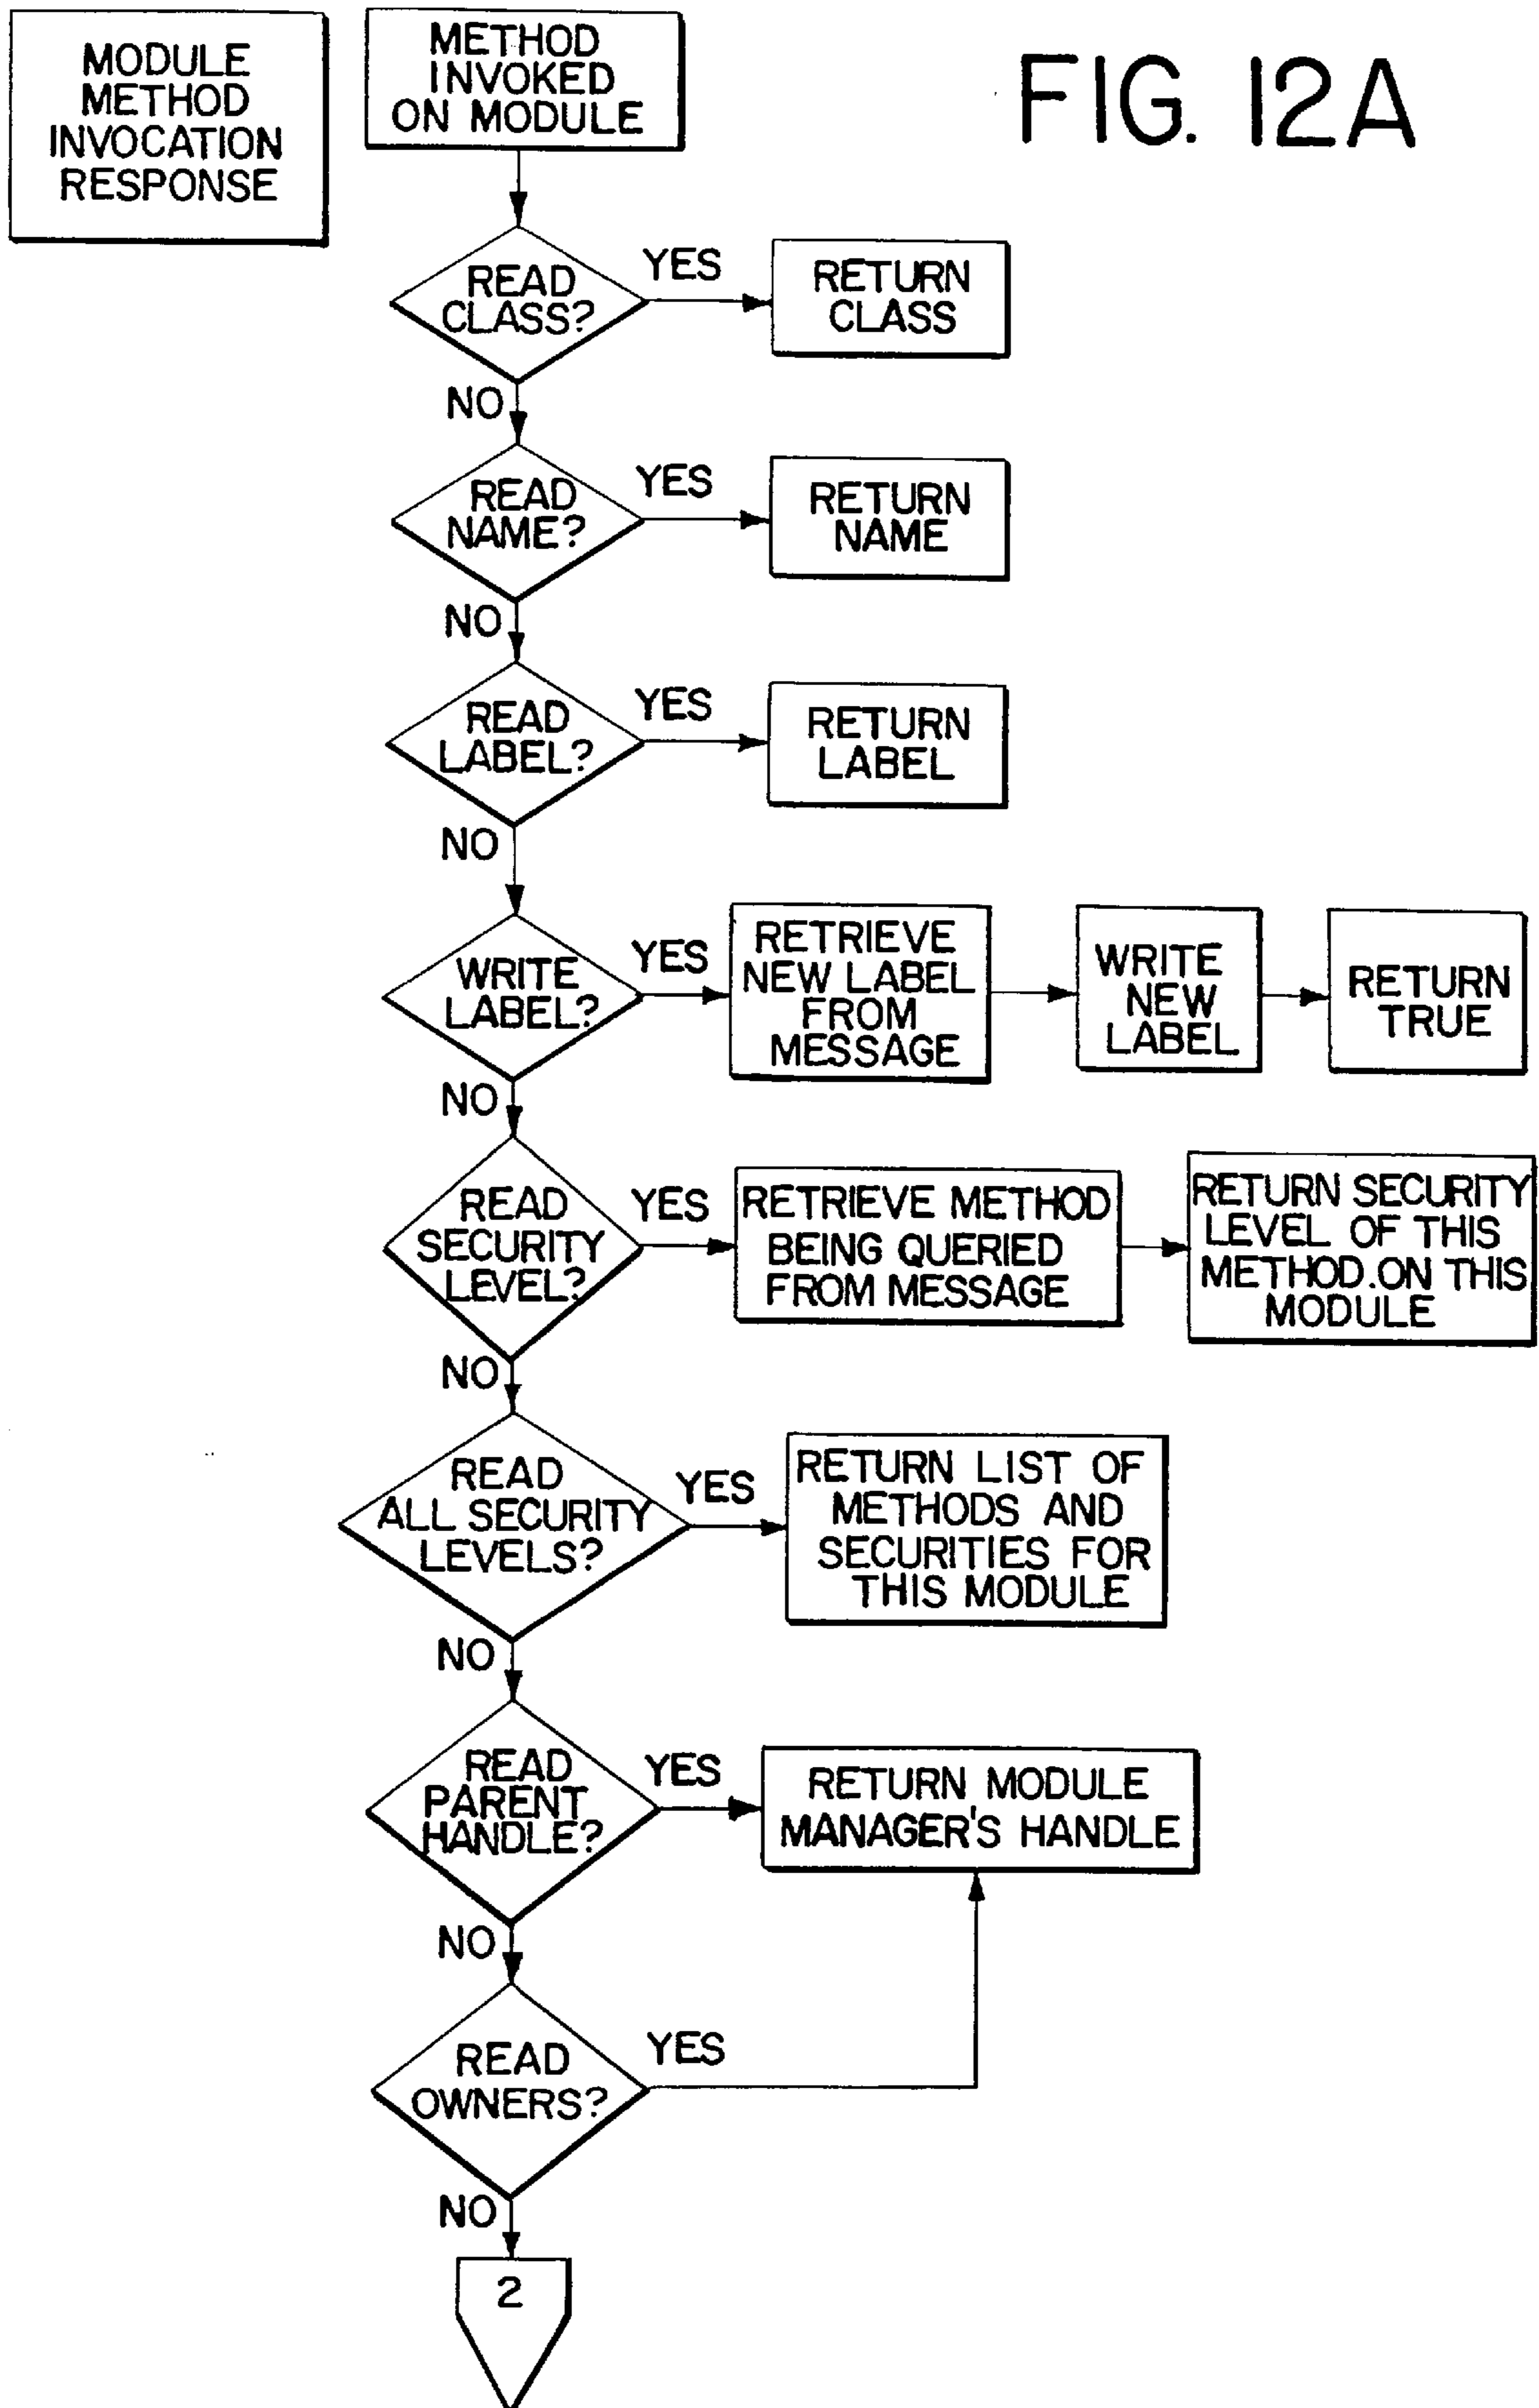 MODULE
METHOD
INVOCATION
RESPONSE
METHOD
INVOKED
ON MODULE
FIG. 12A
READ
CLASS?
YES
RETURN
CLASS
NO
READ
NAME?
YES
RETURN
NAME
NO
READ
LABEL?
YES
RETURN
LABEL
NO
WRITE
LABEL?
YES
RETRIEVE
NEW LABEL
FROM
MESSAGE
WRITE
NEW
LABEL
RETURN
TRUE
NO
READ
SECURITY
LEVEL?
YES
RETRIEVE METHOD
BEING QUERIED
FROM MESSAGE
RETURN SECURITY
LEVEL OF THIS
METHOD.ON THIS
MODULE
NO
READ
ALL SECURITY
LEVELS?
YES
RETURN LIST OF
METHODS AND
SECURITIES FOR
THIS MODULE
NO
READ
PARENT
HANDLE?
YES
RETURN MODULE
MANAGER'S HANDLE
NO
READ
OWNERS?
YES
NO
2